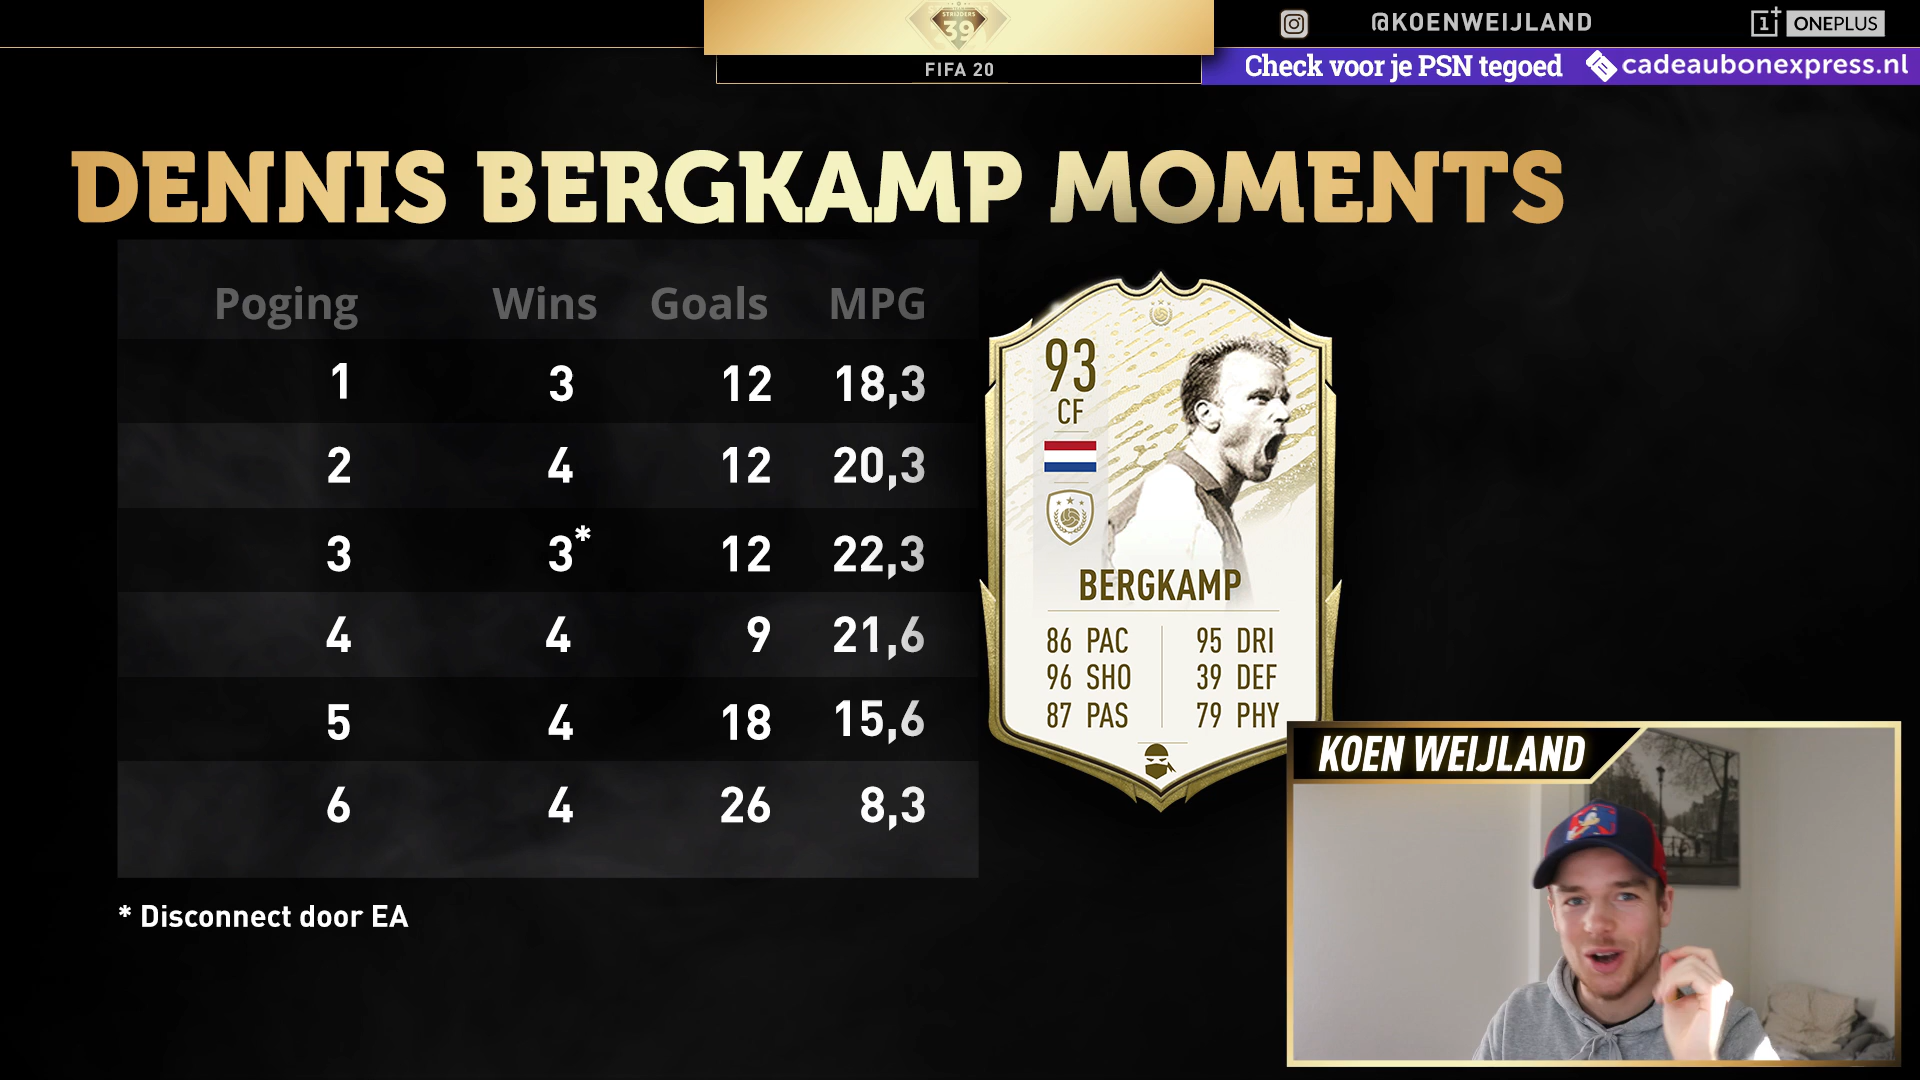 STRIJDERS
39
FIFA 20
@KOENWEIJLAND
1+ ONEPLUS
Check voor je PSN tegoed cadeaubonexpress.nl
DENNIS BERGKAMP MOMENTS
Poging Wins Goals MPG
1 3 12 18,3
2 4 12 20,3
3 3* 12 22,3
4 4 9 21,6
5 4 18 15,6
6 4 26 8,3
* Disconnect door EA
93
CF
BERGKAMP
86 PAC 95 DRI
96 SHO 39 DEF
87 PAS 79 PHY
KOEN WEIJLAND